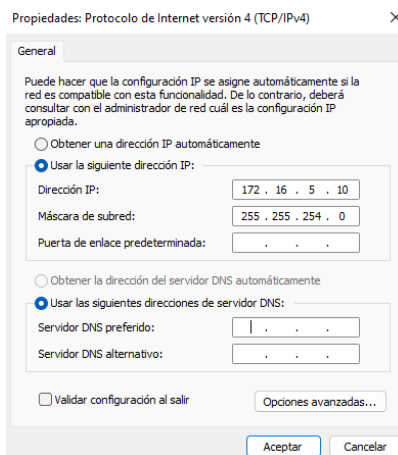 Propiedades: Protocolo de Internet versión 4 (TCP/IPv4)
General
Puede hacer que la configuración IP se asigne automáticamente si la
red es compatible con esta funcionalidad. De lo contrario, deberá
consultar con el administrador de red cuál es la configuración IP
apropiada.
Obtener una dirección IP automáticamente
Usar la siguiente dirección IP:
Dirección IP: 172 . 16 . 5 . 10
Máscara de subred: 255 . 255 . 254 . 0
Puerta de enlace predeterminada: . . .
Obtener la dirección del servidor DNS automáticamente
Usar las siguientes direcciones de servidor DNS:
Servidor DNS preferido: . . .
Servidor DNS alternativo: . . .
Validar configuración al salir Opciones avanzadas...
Aceptar Cancelar